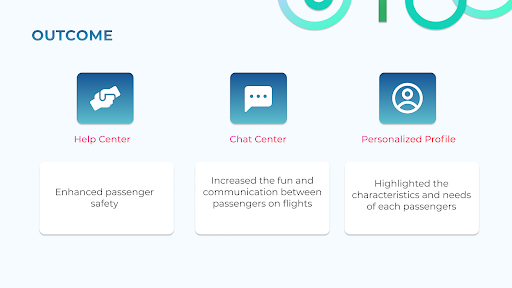 OUTCOME
Help Center
Chat Center
Personalized Profile
Enhanced passenger
safety
Increased the fun and
communication between
passengers on flights
Highlighted the
characteristics and needs
of each passengers